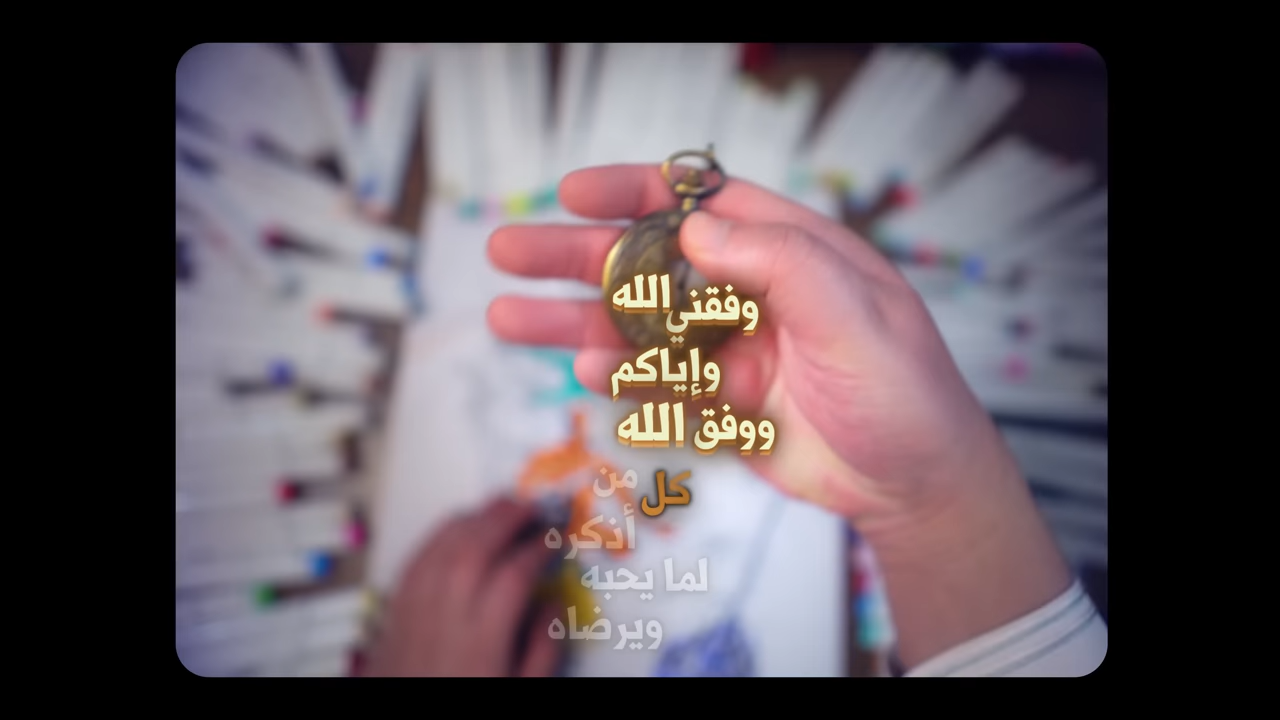 وفقني الله
وإياكم
ووفق الله
كل من
أذكره
لما يحبه
ويرضاه